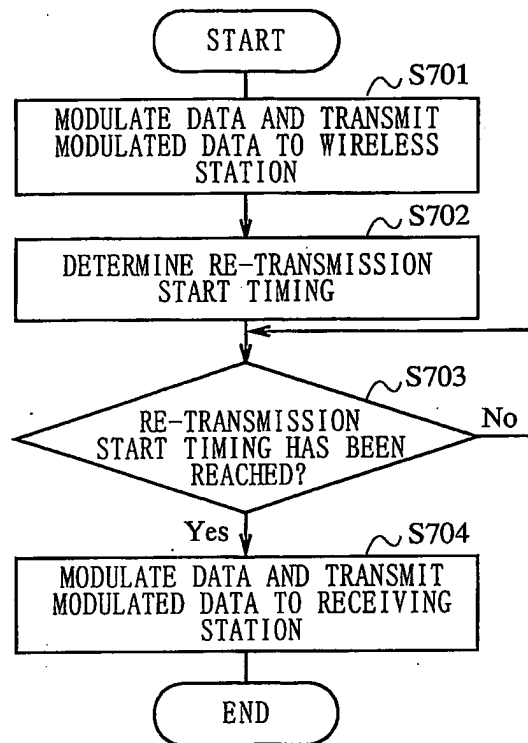 START
S701
MODULATE DATA AND TRANSMIT
MODULATED DATA TO WIRELESS
STATION
S702
DETERMINE RE-TRANSMISSION
START TIMING
S703
RE-TRANSMISSION
START TIMING HAS BEEN
REACHED?
No
Yes
S704
MODULATE DATA AND TRANSMIT
MODULATED DATA TO RECEIVING
STATION
END